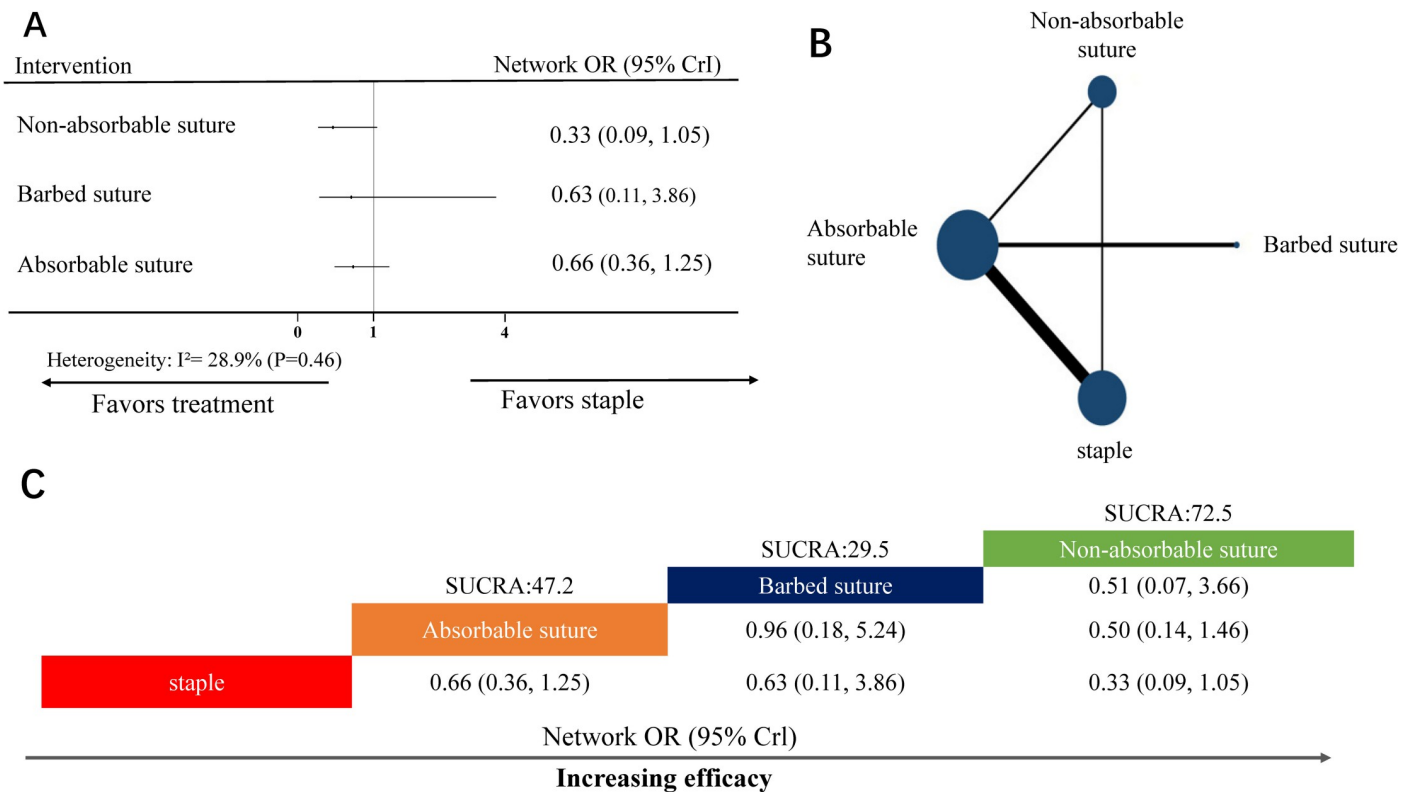 A
Intervention Network OR (95% CrI)
Non-absorbable suture 0.33 (0.09, 1.05)
Barbed suture 0.63 (0.11, 3.86)
Absorbable suture 0.66 (0.36, 1.25)
0 1 4
Heterogeneity: I²= 28.9% (P=0.46)
Favors treatment Favors staple
B
Non-absorbable
suture
Absorbable
suture
Barbed suture
staple
C
SUCRA:72.5
SUCRA:29.5 Non-absorbable suture
SUCRA:47.2 Barbed suture 0.51 (0.07, 3.66)
Absorbable suture 0.96 (0.18, 5.24) 0.50 (0.14, 1.46)
staple 0.66 (0.36, 1.25) 0.63 (0.11, 3.86) 0.33 (0.09, 1.05)
Network OR (95% Crl)
Increasing efficacy